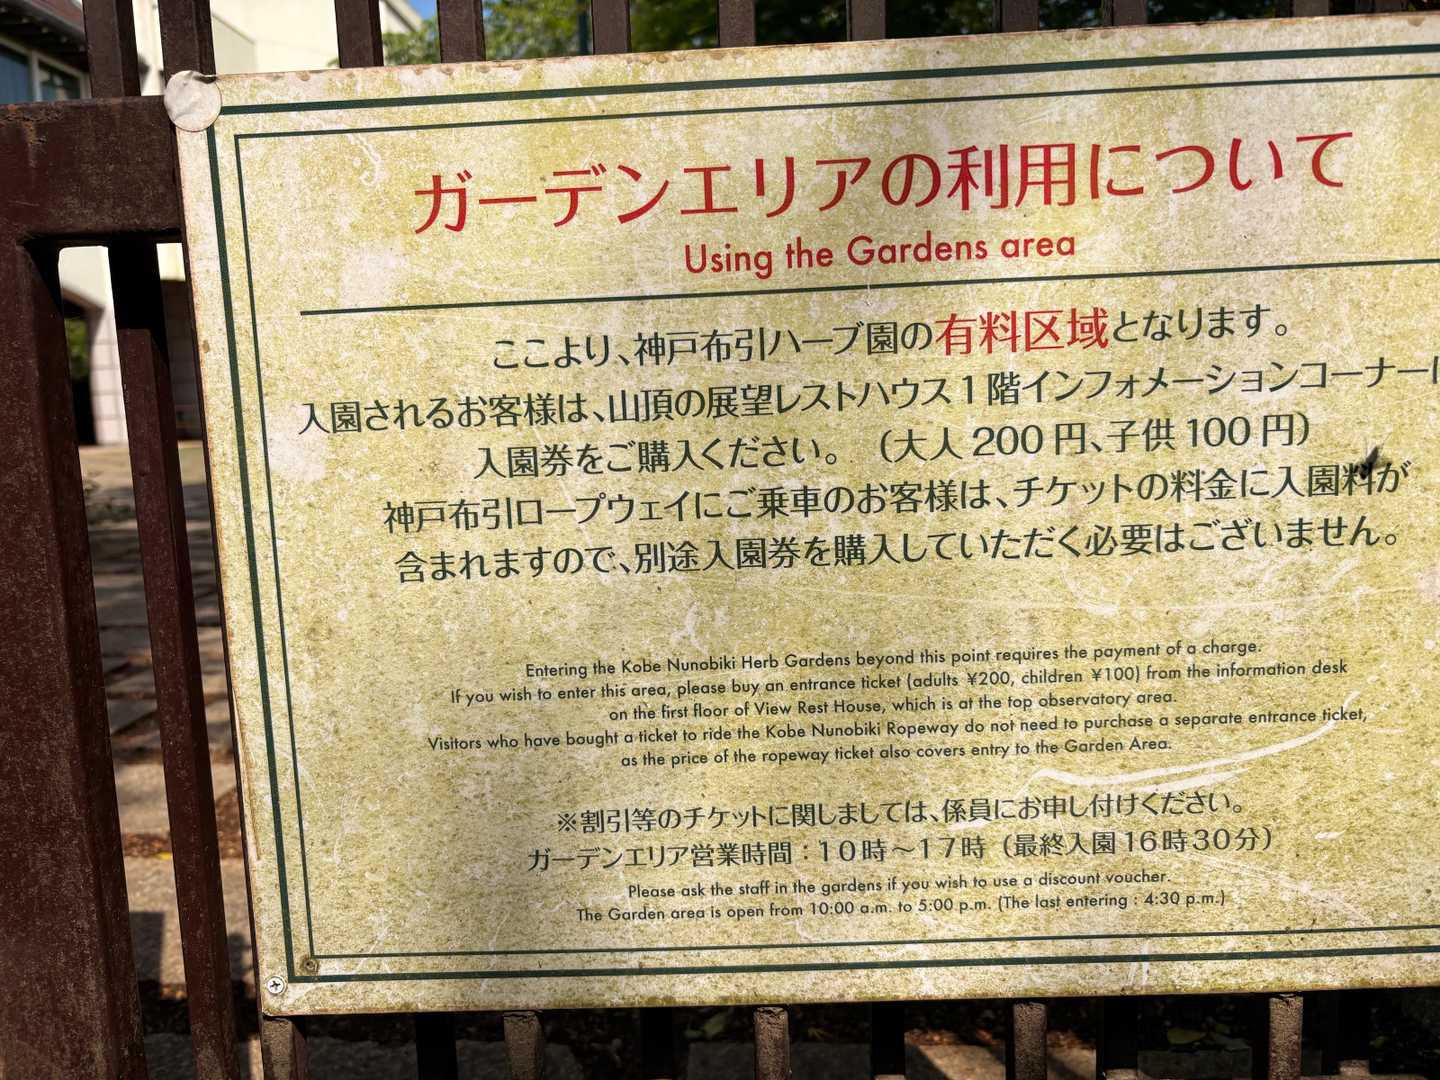 ガーデンエリアの利用について
Using the Gardens area
ここより、神戸布引ハーブ園の有料区域となります。
入園されるお客様は、山頂の展望レストハウス1階インフォメーションコーナー
入園券をご購入ください。（大人200円、子供100円）
神戸布引ロープウェイにご乗車のお客様は、チケットの料金に入園料が
含まれますので、別途入園券を購入していただく必要はございません。
Entering the Kobe Nunobiki Herb Gardens beyond this point requires the payment of a charge.
If you wish to enter this area, please buy an entrance ticket (adults ¥200, children ¥100) from the information desk
on the first floor of View Rest House, which is at the top observatory area.
Visitors who have bought a ticket to ride the Kobe Nunobiki Ropeway do not need to purchase a separate entrance ticket,
as the price of the ropeway ticket also covers entry to the Garden Area.
※割引等のチケットに関しましては、係員にお申し付けください。
ガーデンエリア営業時間：10時～17時（最終入園16時30分）
Please ask the staff in the gardens if you wish to use a discount voucher.
The Garden area is open from 10:00 a.m. to 5:00 p.m. (The last entering : 4:30 p.m.)